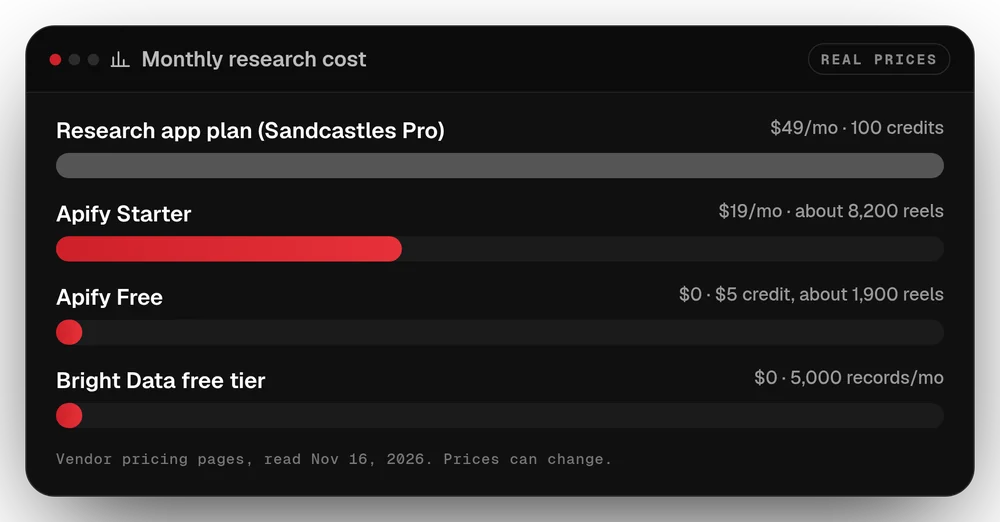 Monthly research cost
REAL PRICES
Research app plan (Sandcastles Pro)
$49/mo · 100 credits
Apify Starter
$19/mo · about 8,200 reels
Apify Free
$0 · $5 credit, about 1,900 reels
Bright Data free tier
$0 · 5,000 records/mo
Vendor pricing pages, read Nov 16, 2026. Prices can change.